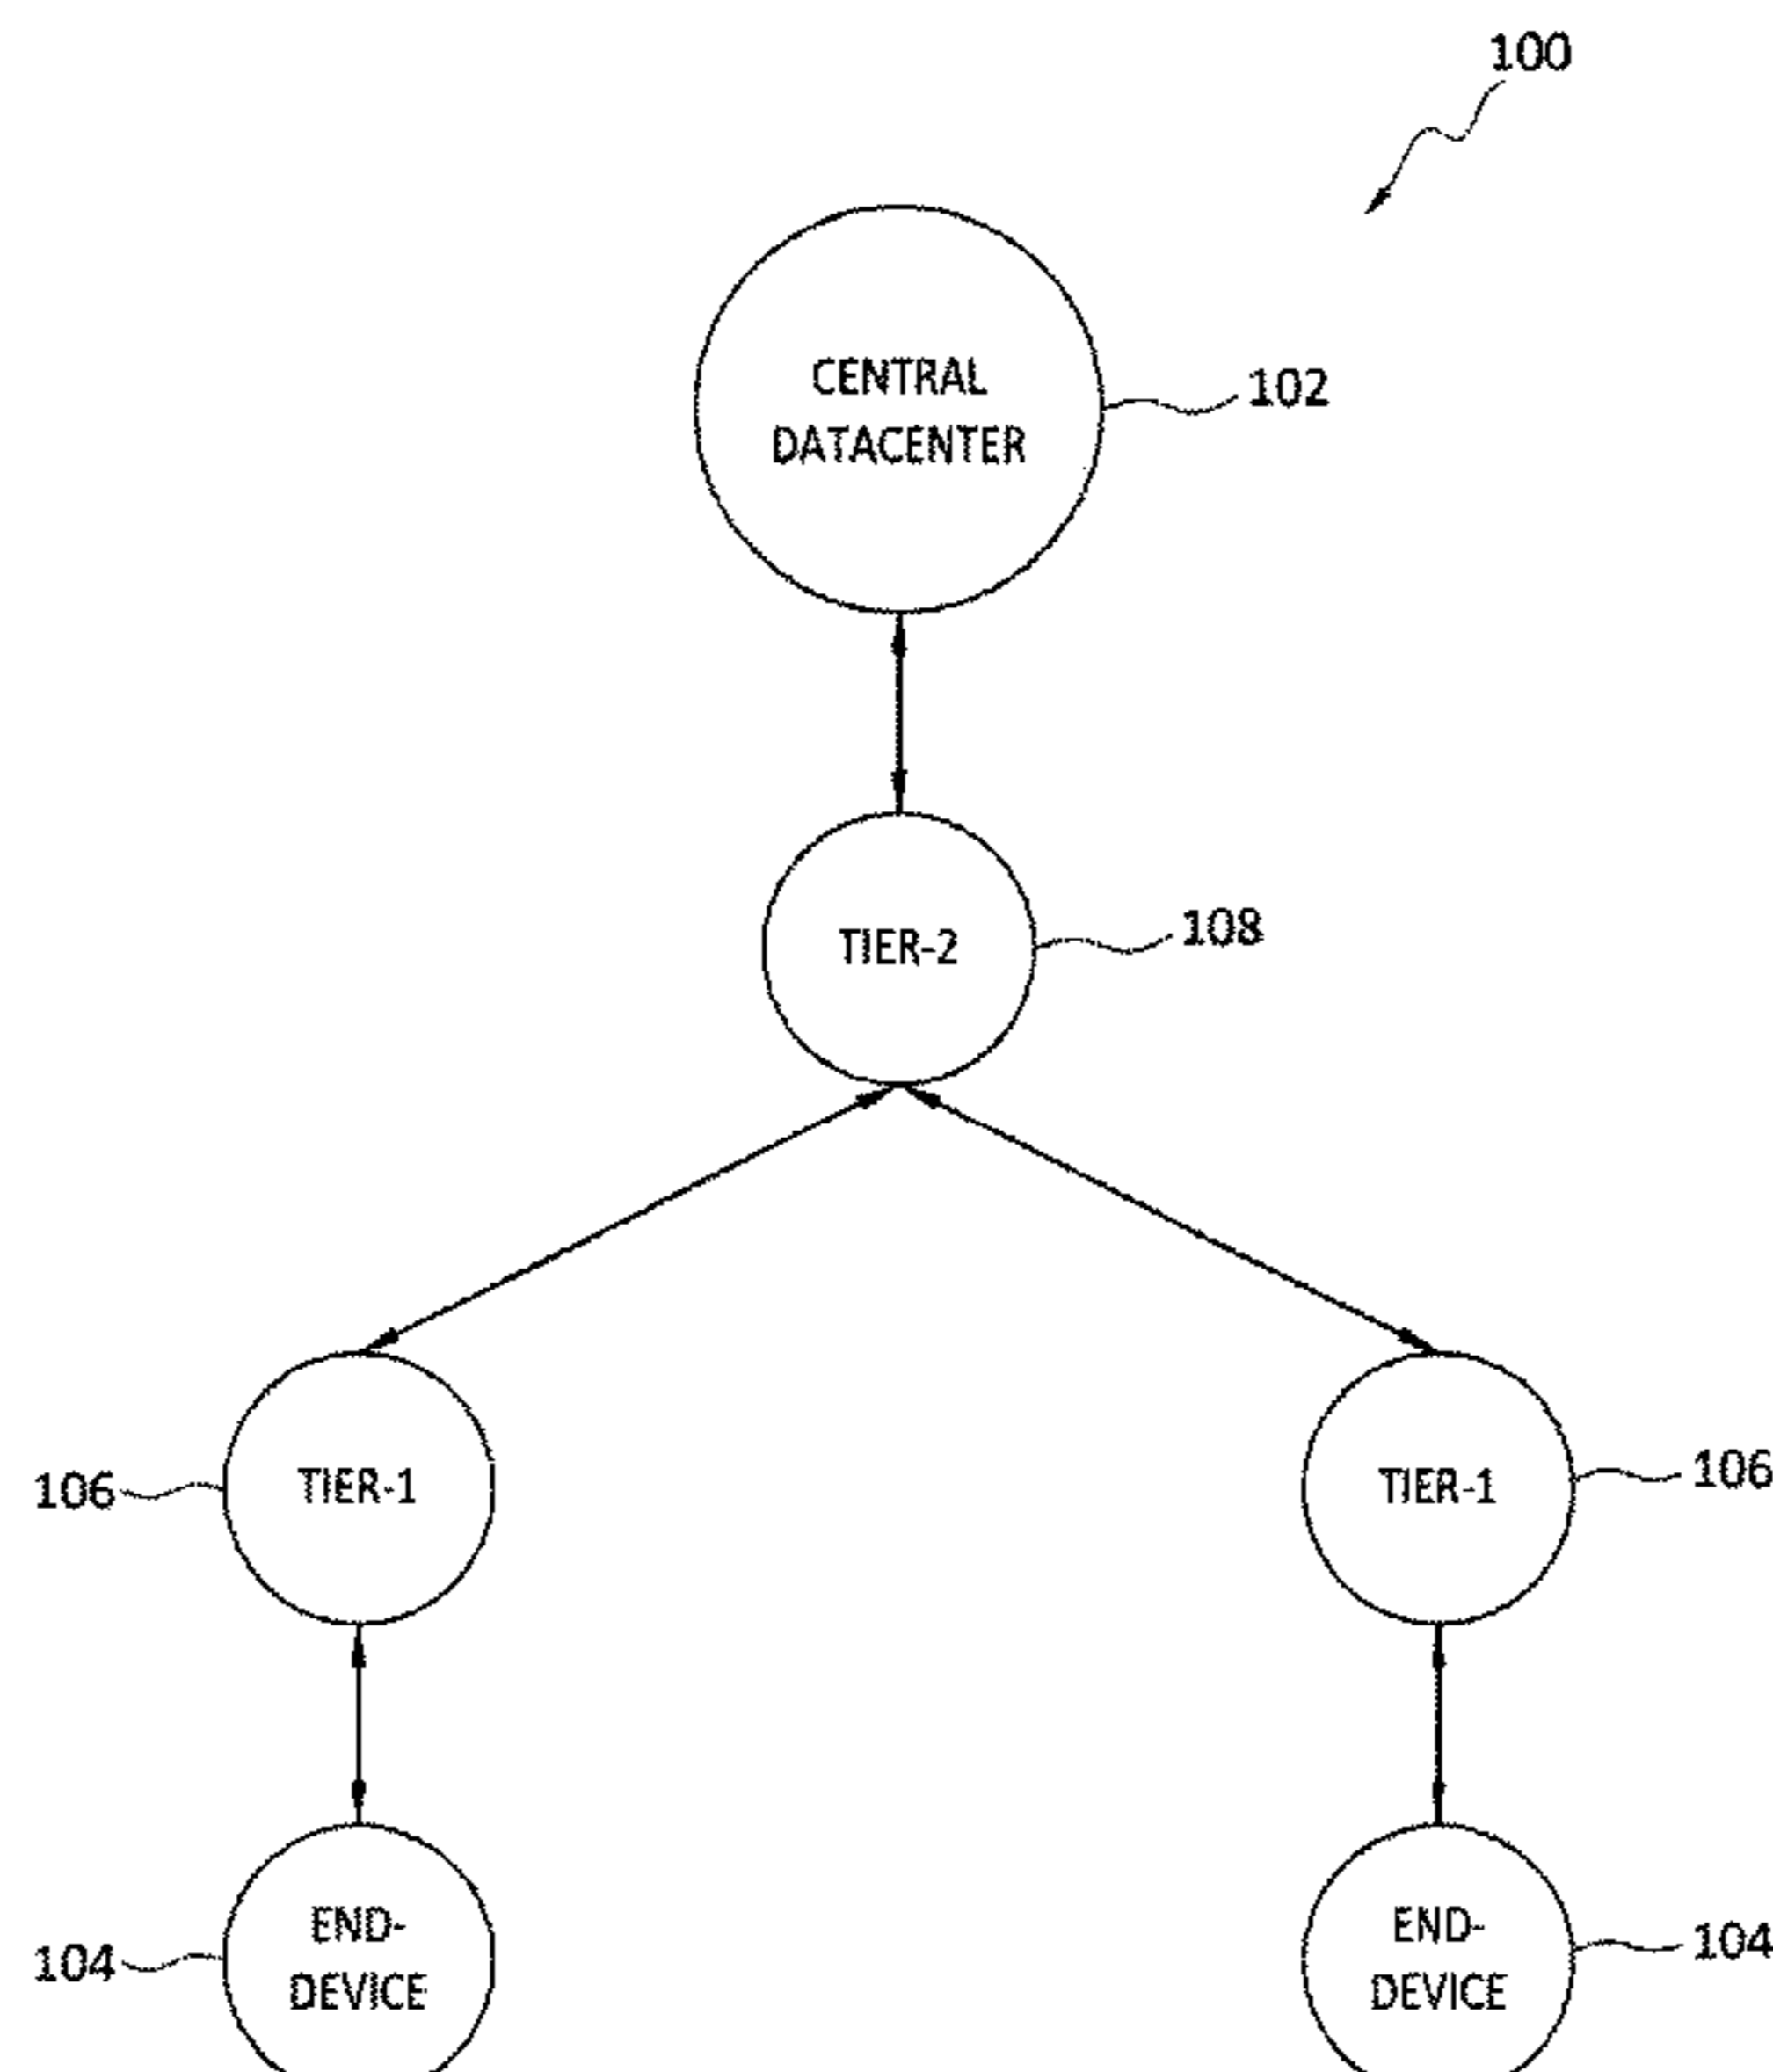 100
CENTRAL
DATACENTER
102
TIER-2
108
106
TIER-1
TIER-1
106
104
END-
DEVICE
END-
DEVICE
104